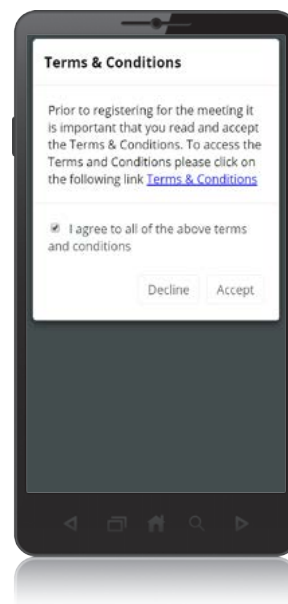 Terms & Conditions
Prior to registering for the meeting it
is important that you read and accept
the Terms & Conditions. To access the
Terms and Conditions please click on
the following link Terms & Conditions
I agree to all of the above terms
and conditions
Decline Accept